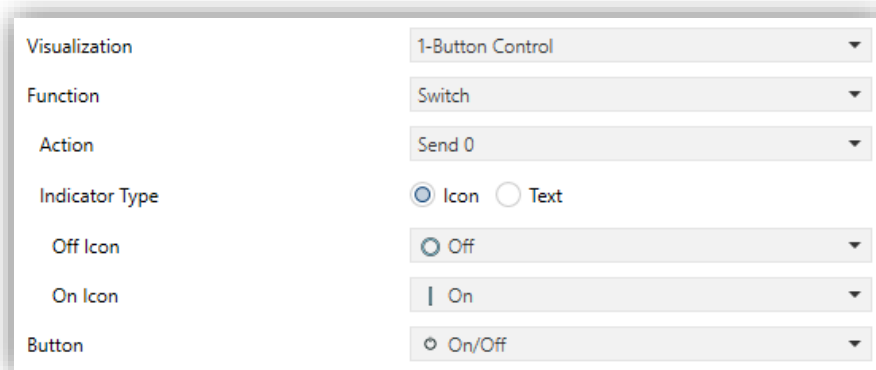 Visualization 1-Button Control
Function Switch
Action Send 0
Indicator Type Icon Text
Off Icon Off
On Icon On
Button On/Off